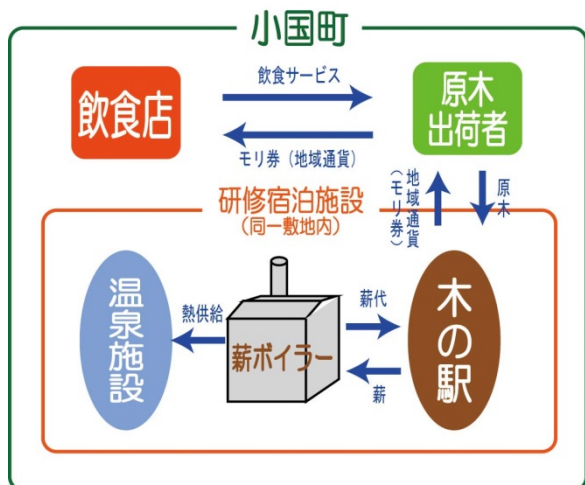 小国町
飲食店
飲食サービス
モリ券（地域通貨）
原木
出荷者
地域通貨
（モリ券）
原木
研修宿泊施設
（同一敷地内）
温泉施設
熱供給
薪ボイラー
薪代
薪
木の駅